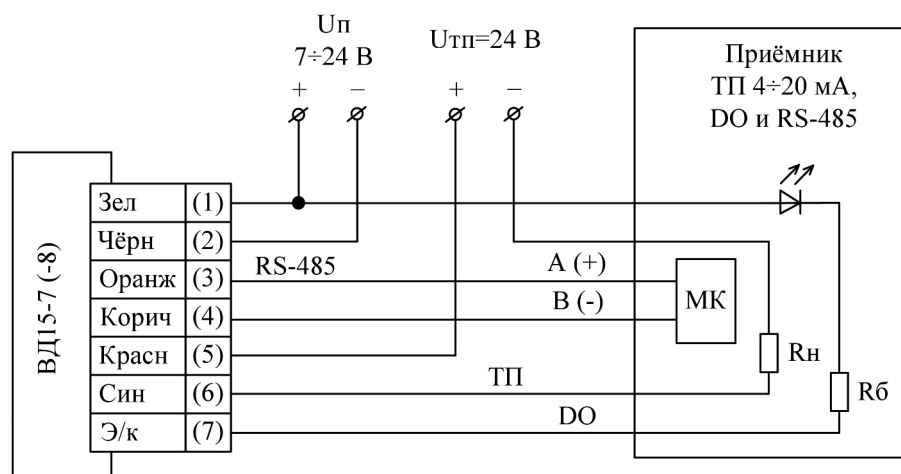 Uп
7÷24 В
+ −
Uтп=24 В
+ −
Приёмник
ТП 4÷20 мА,
DO и RS-485
ВД15-7 (-8)
Зел (1)
Чёрн (2)
Оранж (3)
Корич (4)
Красн (5)
Син (6)
Э/к (7)
RS-485
A (+)
B (-)
МК
Rн
ТП
Rб
DO